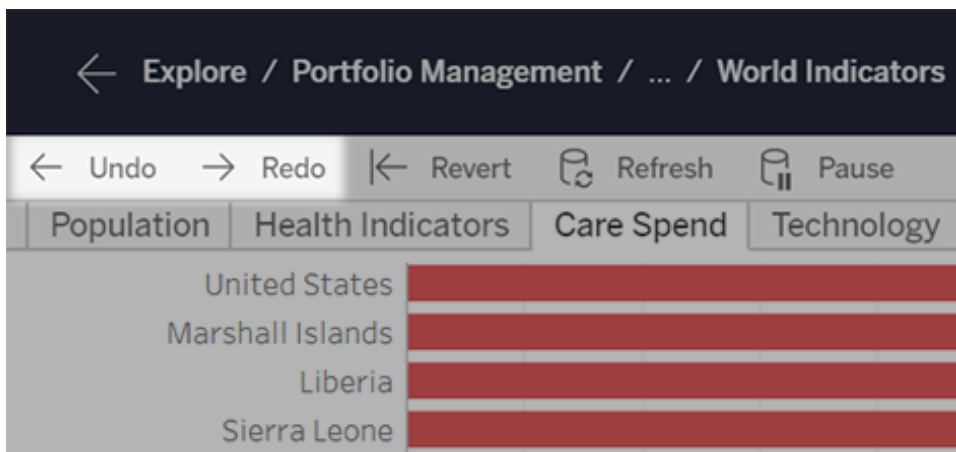 Explore / Portfolio Management / ... / World Indicators
Undo Redo Revert Refresh Pause
Population Health Indicators Care Spend Technology
United States
Marshall Islands
Liberia
Sierra Leone